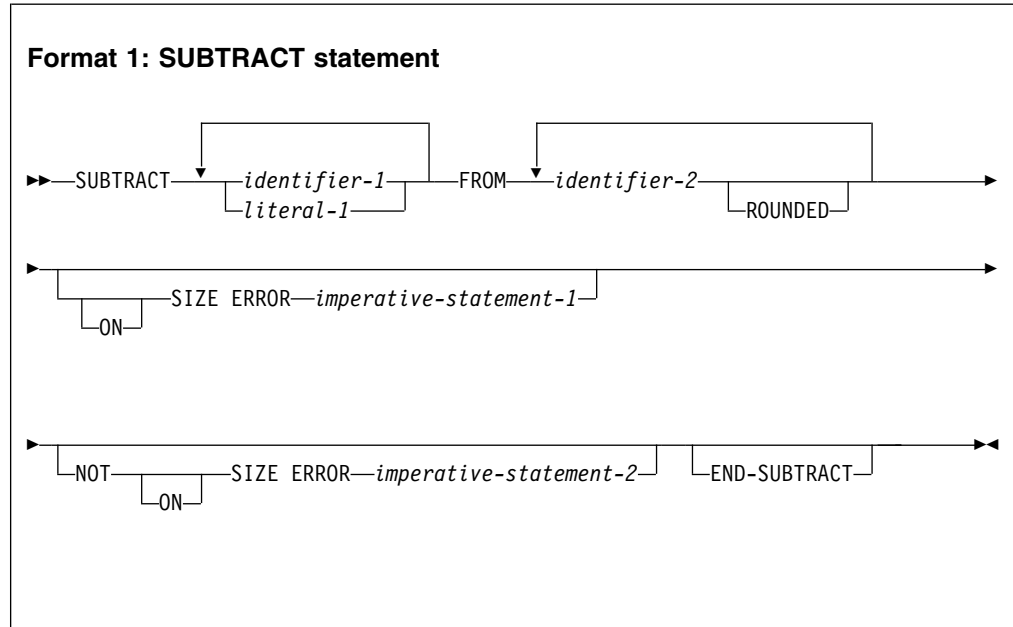 Format 1: SUBTRACT statement
SUBTRACT identifier-1 FROM identifier-2
literal-1 ROUNDED
SIZE ERROR imperative-statement-1
ON
NOT SIZE ERROR imperative-statement-2 END-SUBTRACT
ON